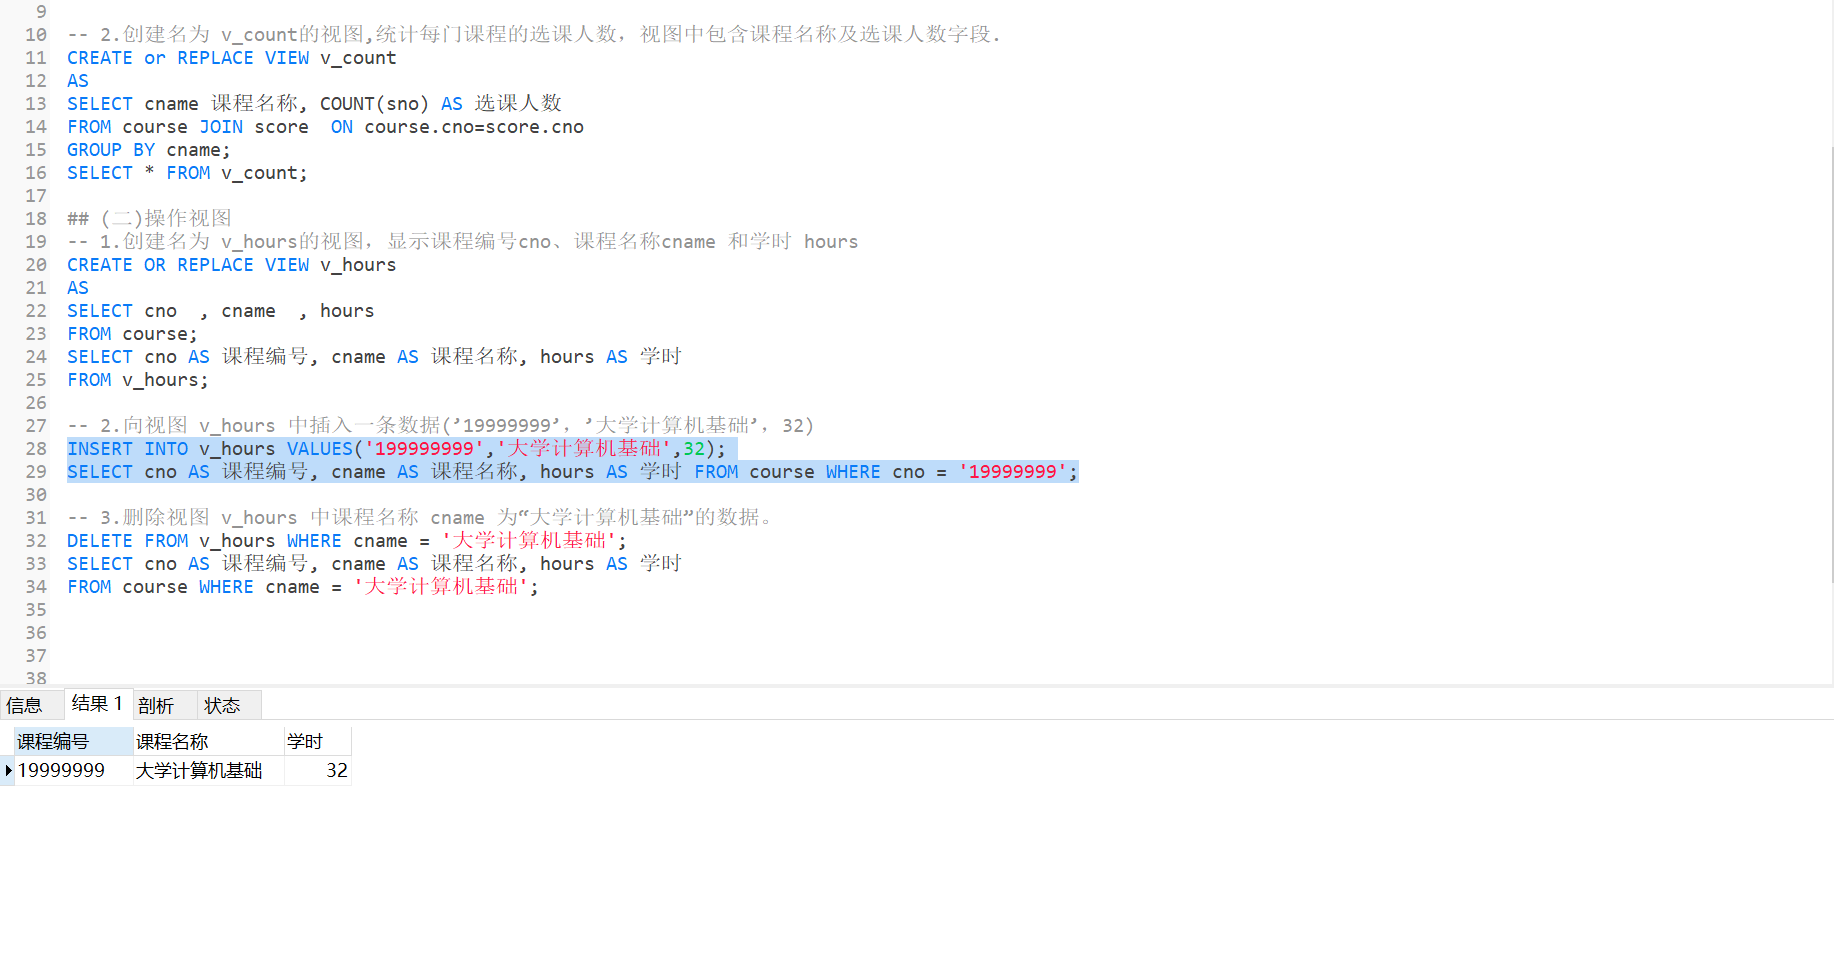 9
10 -- 2.创建名为 v_count的视图,统计每门课程的选课人数，视图中包含课程名称及选课人数字段.
11 CREATE or REPLACE VIEW v_count
12 AS
13 SELECT cname 课程名称, COUNT(sno) AS 选课人数
14 FROM course JOIN score  ON course.cno=score.cno
15 GROUP BY cname;
16 SELECT * FROM v_count;
17
18 ## (二)操作视图
19 -- 1.创建名为 v_hours的视图，显示课程编号cno、课程名称cname 和学时 hours
20 CREATE OR REPLACE VIEW v_hours
21 AS
22 SELECT cno  , cname  , hours
23 FROM course;
24 SELECT cno AS 课程编号, cname AS 课程名称, hours AS 学时
25 FROM v_hours;
26
27 -- 2.向视图 v_hours 中插入一条数据(’19999999’，’大学计算机基础’，32)
28 INSERT INTO v_hours VALUES('199999999','大学计算机基础',32);
29 SELECT cno AS 课程编号, cname AS 课程名称, hours AS 学时 FROM course WHERE cno = '19999999';
30
31 -- 3.删除视图 v_hours 中课程名称 cname 为“大学计算机基础”的数据。
32 DELETE FROM v_hours WHERE cname = '大学计算机基础';
33 SELECT cno AS 课程编号, cname AS 课程名称, hours AS 学时
34 FROM course WHERE cname = '大学计算机基础';
35
36
37
38
信息 结果 1 剖析 状态
课程编号 课程名称 学时
19999999 大学计算机基础 32